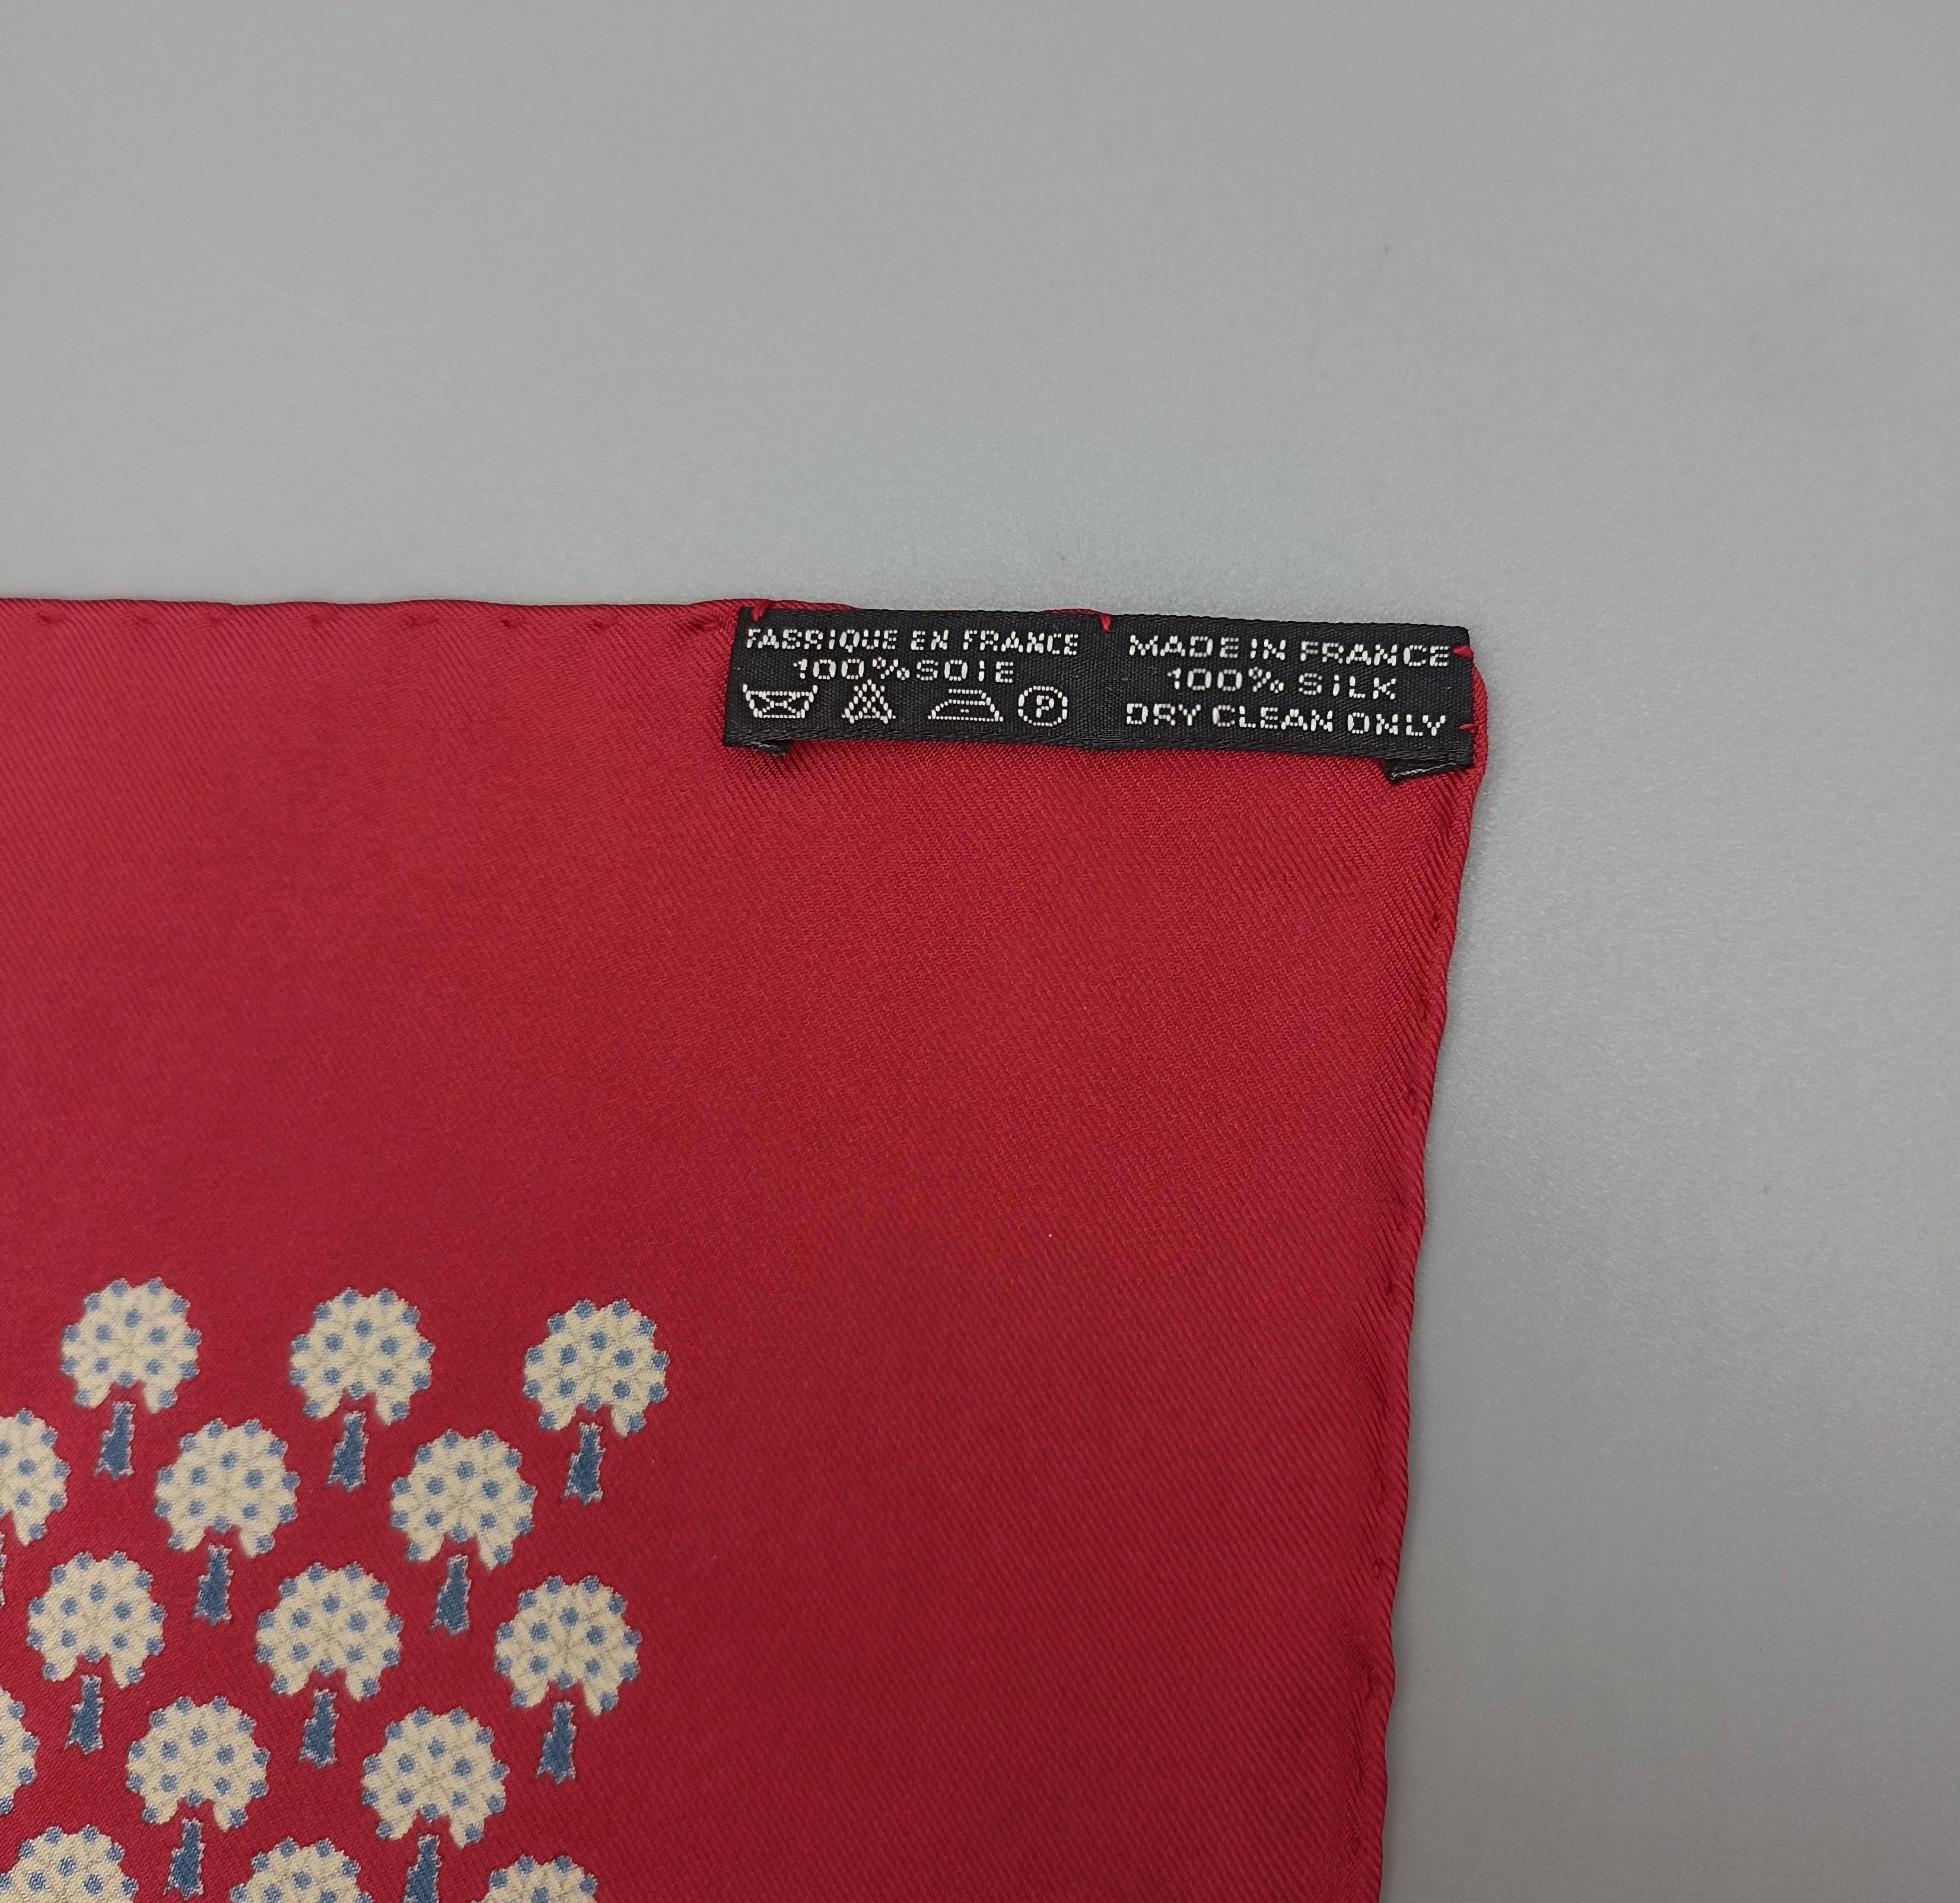 FABRIQUE EN FRANCE
100% SOIE
P
MADE IN FRANCE
100% SILK
DRY CLEAN ONLY